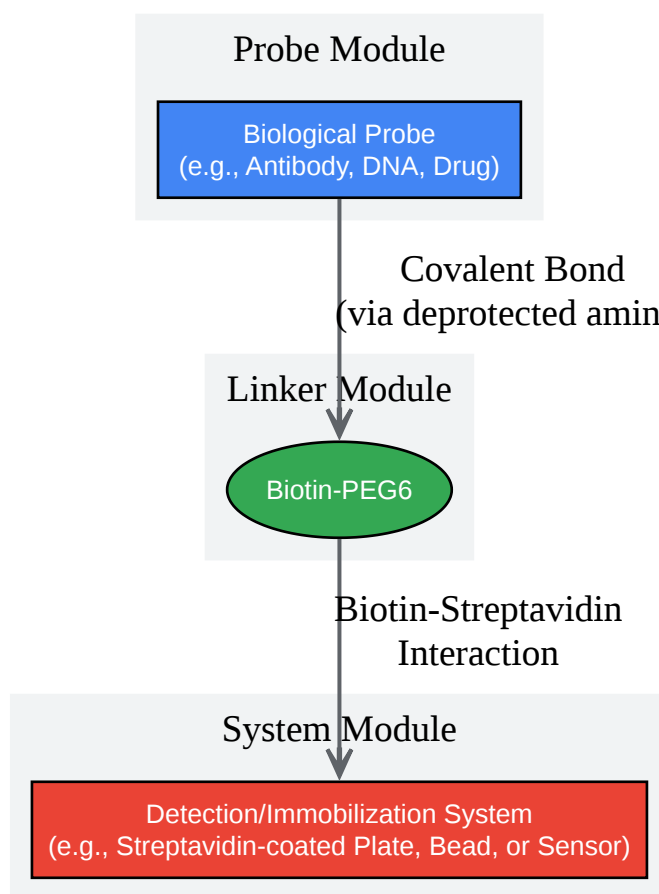 Probe Module
Biological Probe
(e.g., Antibody, DNA, Drug)
Covalent Bond
(via deprotected amin
Linker Module
Biotin-PEG6
Biotin-Streptavidin
Interaction
System Module
Detection/Immobilization System
(e.g., Streptavidin-coated Plate, Bead, or Sensor)